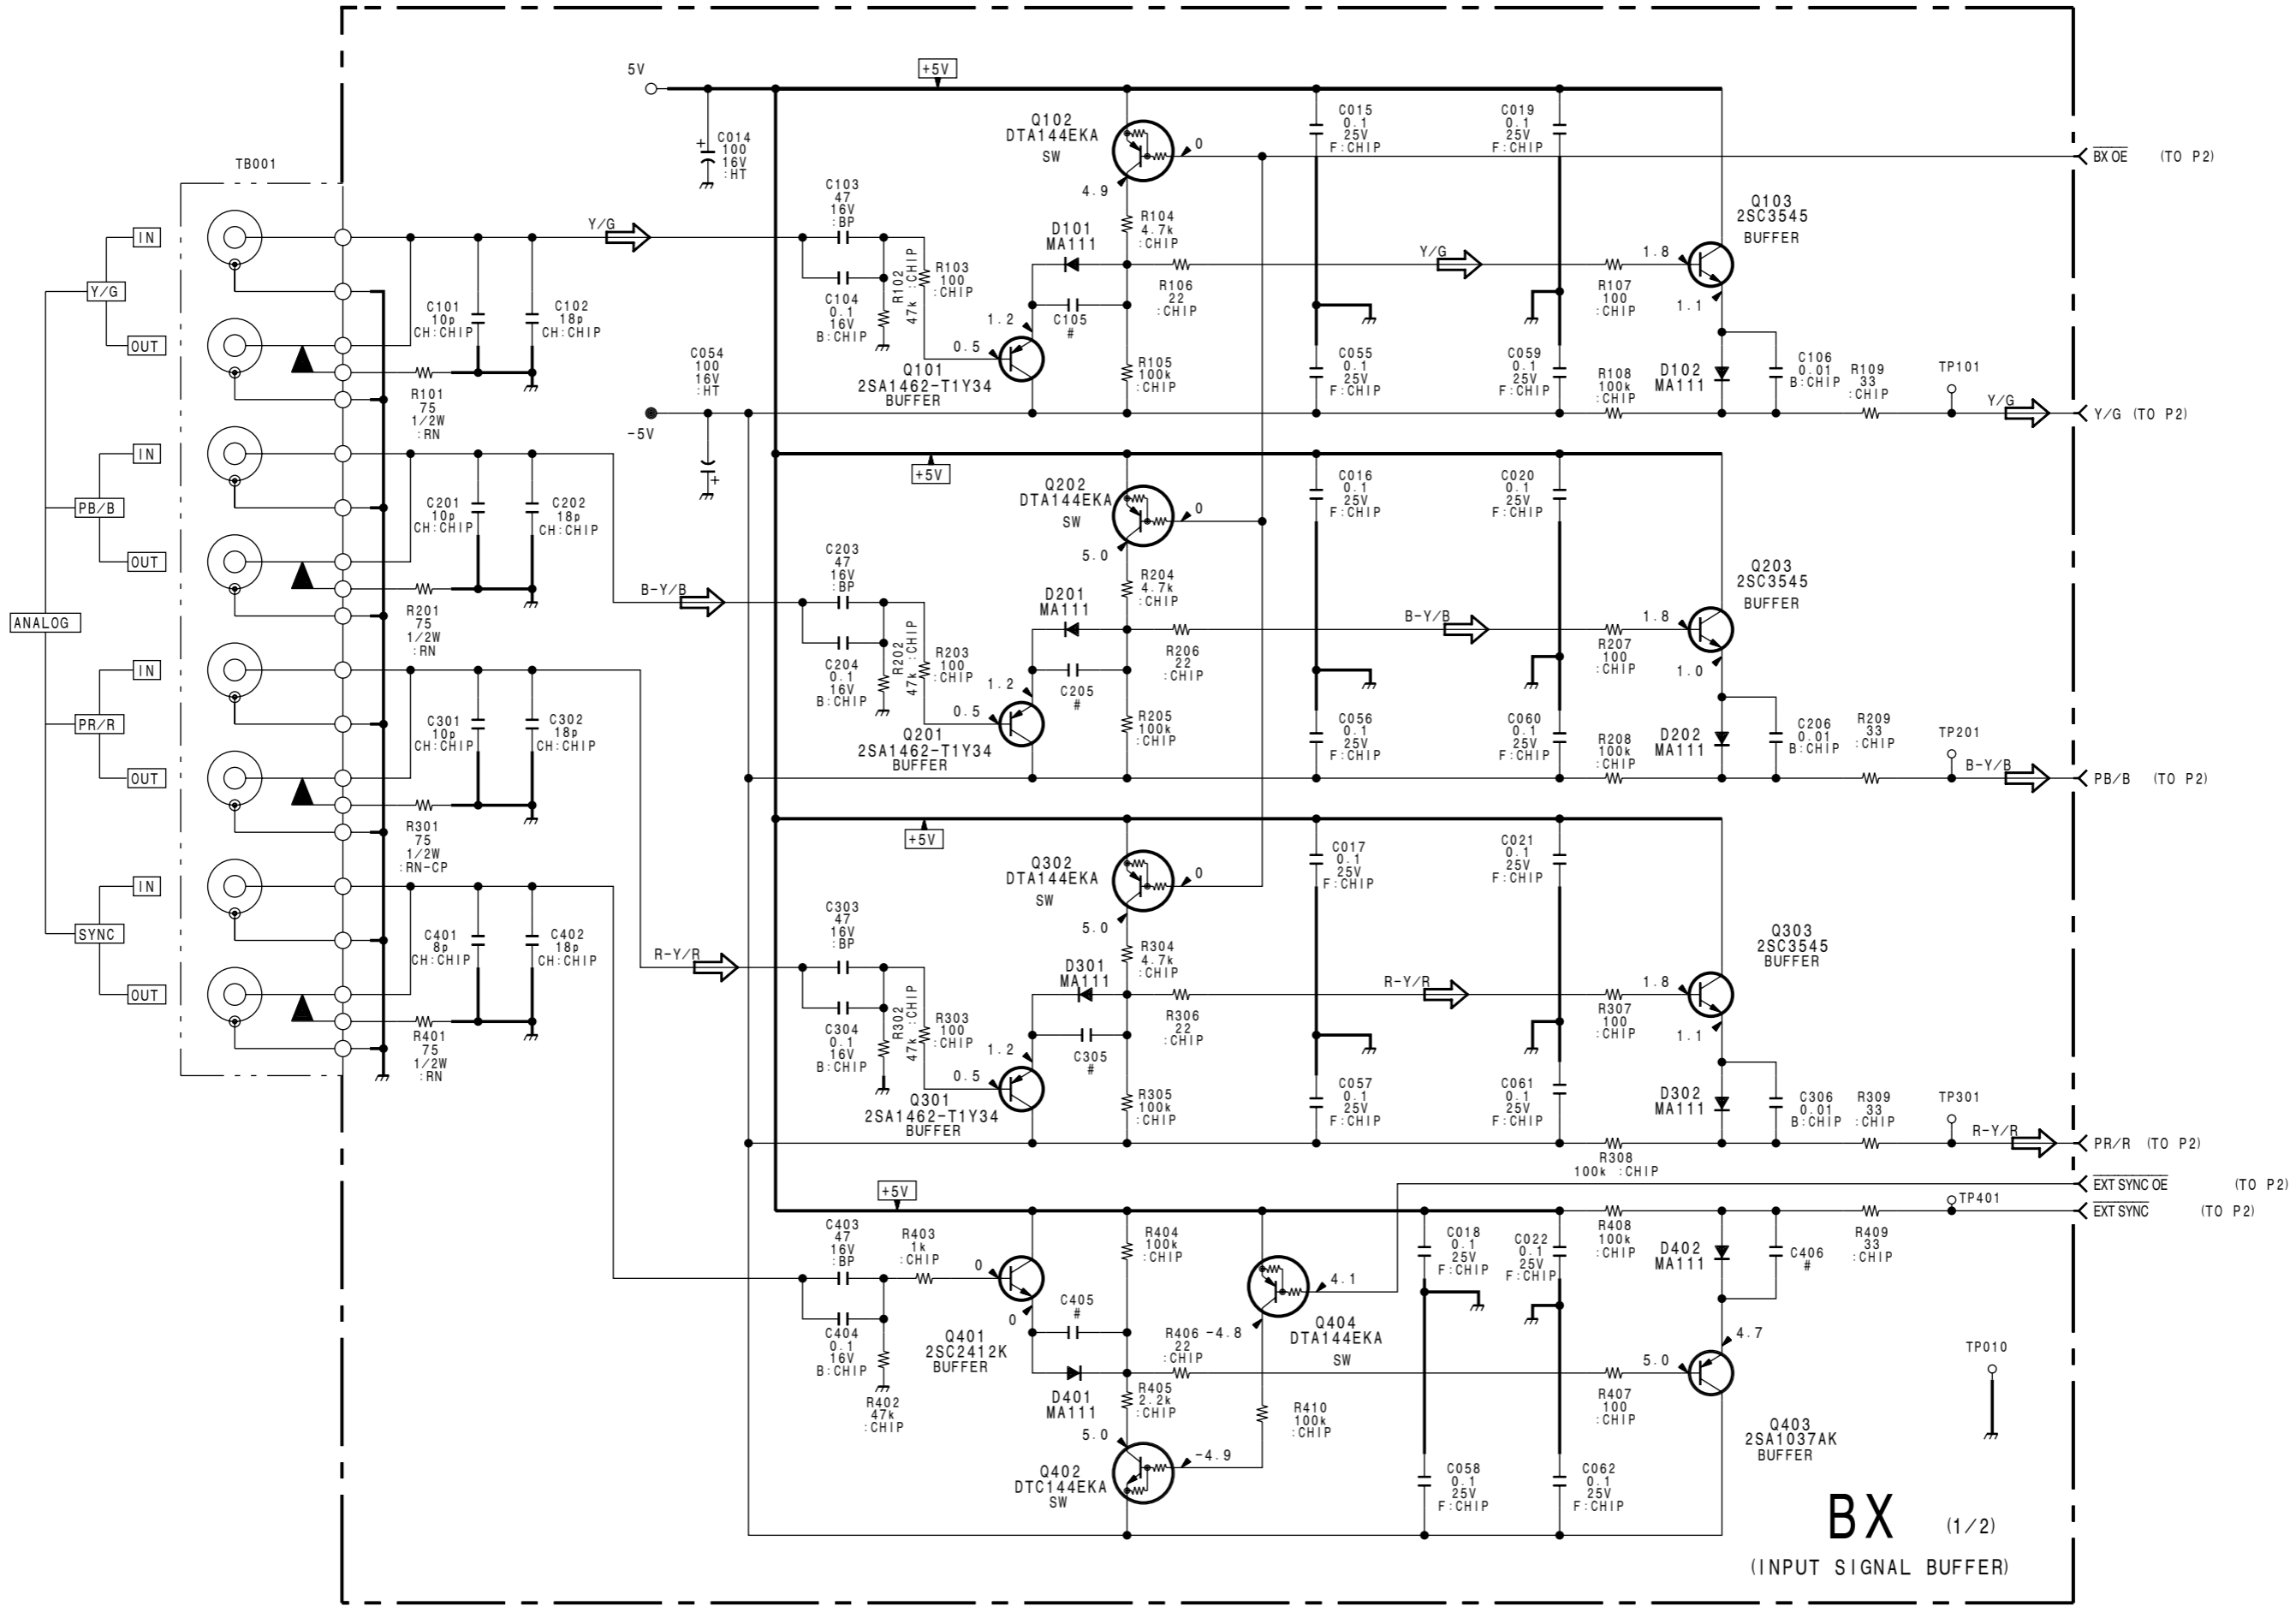 5V
+5V
TB001
IN
Y/G
OUT
IN
PB/B
OUT
ANALOG
IN
PR/R
OUT
IN
SYNC
OUT
C101
10p
CH:CHIP
C102
18p
CH:CHIP
R101
75
1/2W
:RN
C201
10p
CH:CHIP
C202
18p
CH:CHIP
R201
75
1/2W
:RN
C301
10p
CH:CHIP
C302
18p
CH:CHIP
R301
75
1/2W
:RN-CP
C401
8p
CH:CHIP
C402
18p
CH:CHIP
R401
75
1/2W
:RN
+
C014
100
16V
:HT
C054
100
16V
:HT
-5V
+
Y/G
C103
47
16V
:BP
C104
0.1
16V
B:CHIP
R102
47k :CHIP
R103
100
:CHIP
0.5
1.2
Q101
2SA1462-T1Y34
BUFFER
Q102
DTA144EKA
SW
0
4.9
D101
MA111
C105
#
R104
4.7k
:CHIP
R105
100k
:CHIP
R106
22
:CHIP
C015
0.1
25V
F:CHIP
C055
0.1
25V
F:CHIP
C019
0.1
25V
F:CHIP
C059
0.1
25V
F:CHIP
Y/G
R107
100
:CHIP
R108
100k
:CHIP
1.8
1.1
Q103
2SC3545
BUFFER
D102
MA111
C106
0.01
B:CHIP
R109
33
:CHIP
TP101
Y/G
BX OE (TO P2)
Y/G (TO P2)
+5V
B-Y/B
C203
47
16V
:BP
C204
0.1
16V
B:CHIP
R202
47k :CHIP
R203
100
:CHIP
0.5
1.2
Q201
2SA1462-T1Y34
BUFFER
Q202
DTA144EKA
SW
0
5.0
D201
MA111
C205
#
R204
4.7k
:CHIP
R205
100k
:CHIP
R206
22
:CHIP
C016
0.1
25V
F:CHIP
C056
0.1
25V
F:CHIP
C020
0.1
25V
F:CHIP
C060
0.1
25V
F:CHIP
B-Y/B
R207
100
:CHIP
R208
100k
:CHIP
1.8
1.0
Q203
2SC3545
BUFFER
D202
MA111
C206
0.01
B:CHIP
R209
33
:CHIP
TP201
B-Y/B
PB/B (TO P2)
+5V
R-Y/R
C303
47
16V
:BP
C304
0.1
16V
B:CHIP
R302
47k :CHIP
R303
100
:CHIP
0.5
1.2
Q301
2SA1462-T1Y34
BUFFER
Q302
DTA144EKA
SW
0
5.0
D301
MA111
C305
#
R304
4.7k
:CHIP
R305
100k
:CHIP
R306
22
:CHIP
C017
0.1
25V
F:CHIP
C057
0.1
25V
F:CHIP
C021
0.1
25V
F:CHIP
C061
0.1
25V
F:CHIP
R-Y/R
R307
100
:CHIP
R308
100k :CHIP
1.8
1.1
Q303
2SC3545
BUFFER
D302
MA111
C306
0.01
B:CHIP
R309
33
:CHIP
TP301
R-Y/R
PR/R (TO P2)
EXT SYNC OE (TO P2)
EXT SYNC (TO P2)
+5V
C403
47
16V
:BP
C404
0.1
16V
B:CHIP
R402
47k
:CHIP
R403
1k
:CHIP
0
0
Q401
2SC2412K
BUFFER
C405
#
D401
MA111
R404
100k
:CHIP
R405
2.2k
:CHIP
R406
22
:CHIP
-4.8
4.1
Q404
DTA144EKA
SW
R410
100k
:CHIP
5.0
-4.9
Q402
DTC144EKA
SW
C018
0.1
25V
F:CHIP
C022
0.1
25V
F:CHIP
C058
0.1
25V
F:CHIP
C062
0.1
25V
F:CHIP
R408
100k
:CHIP
R407
100
:CHIP
D402
MA111
C406
#
R409
33
:CHIP
TP401
4.7
5.0
Q403
2SA1037AK
BUFFER
TP010
BX (1/2)
(INPUT SIGNAL BUFFER)